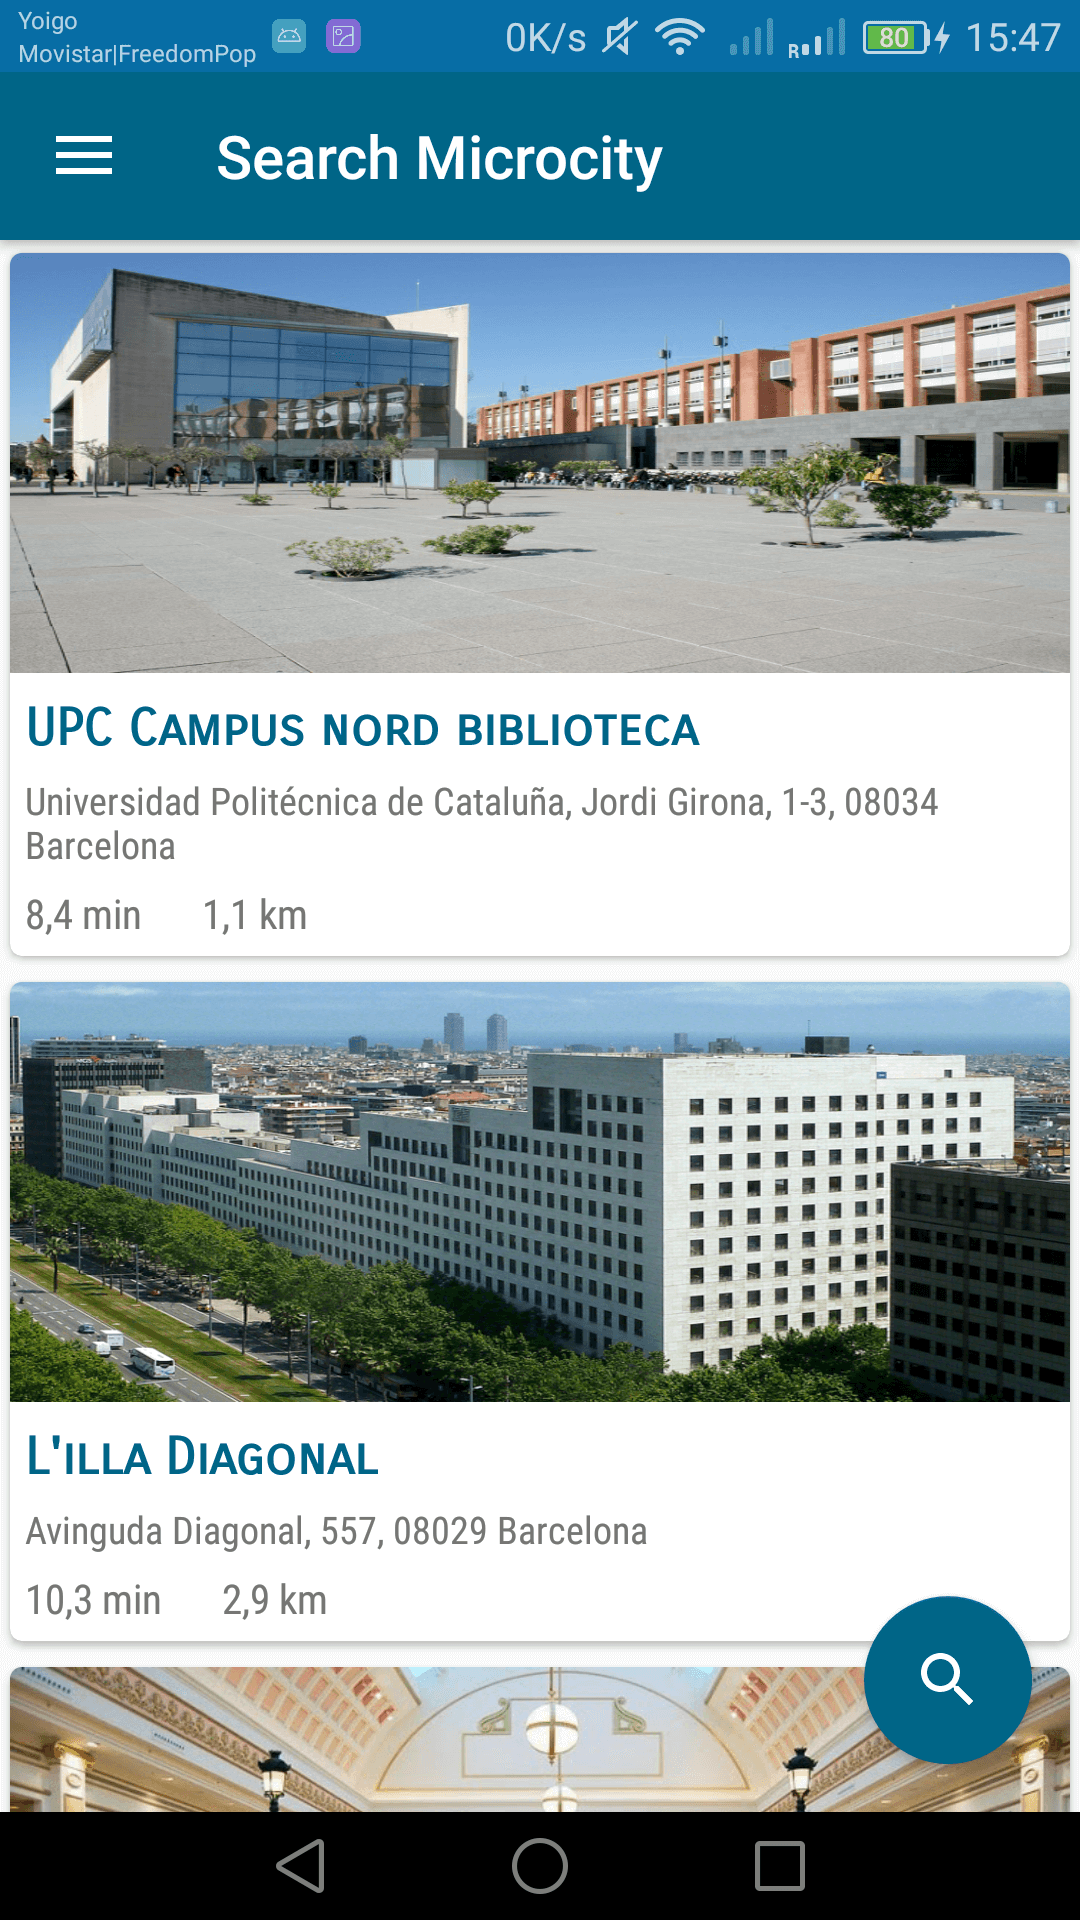 Yoigo
Movistar|FreedomPop
0K/s
R
80
15:47
Search Microcity
UPC Campus nord biblioteca
Universidad Politécnica de Cataluña, Jordi Girona, 1-3, 08034
Barcelona
8,4 min 1,1 km
L'illa Diagonal
Avinguda Diagonal, 557, 08029 Barcelona
10,3 min 2,9 km